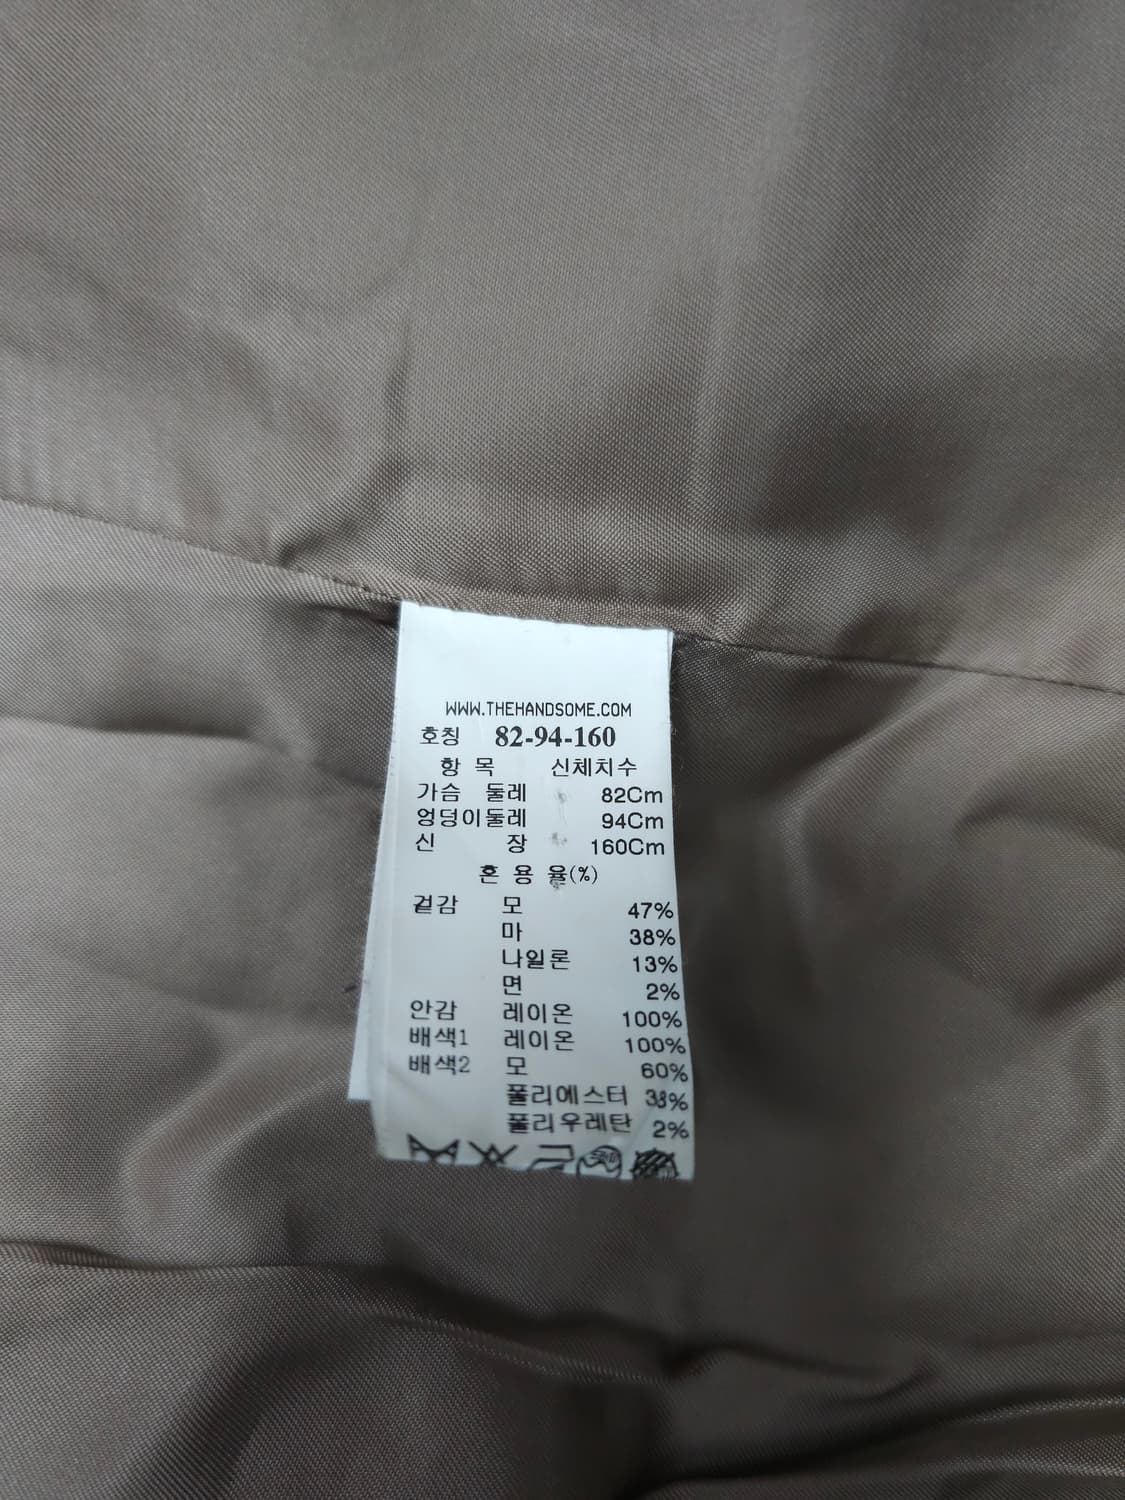 WWW.THEHANDSOME.COM
호칭 82-94-160
항 목 신체치수
가슴 둘레 82Cm
엉덩이둘레 94Cm
신 장 160Cm
혼 용 율(%)
겉감 모 47%
마 38%
나일론 13%
면 2%
안감 레이온 100%
배색1 레이온 100%
배색2 모 60%
폴리에스터 38%
폴리우레탄 2%